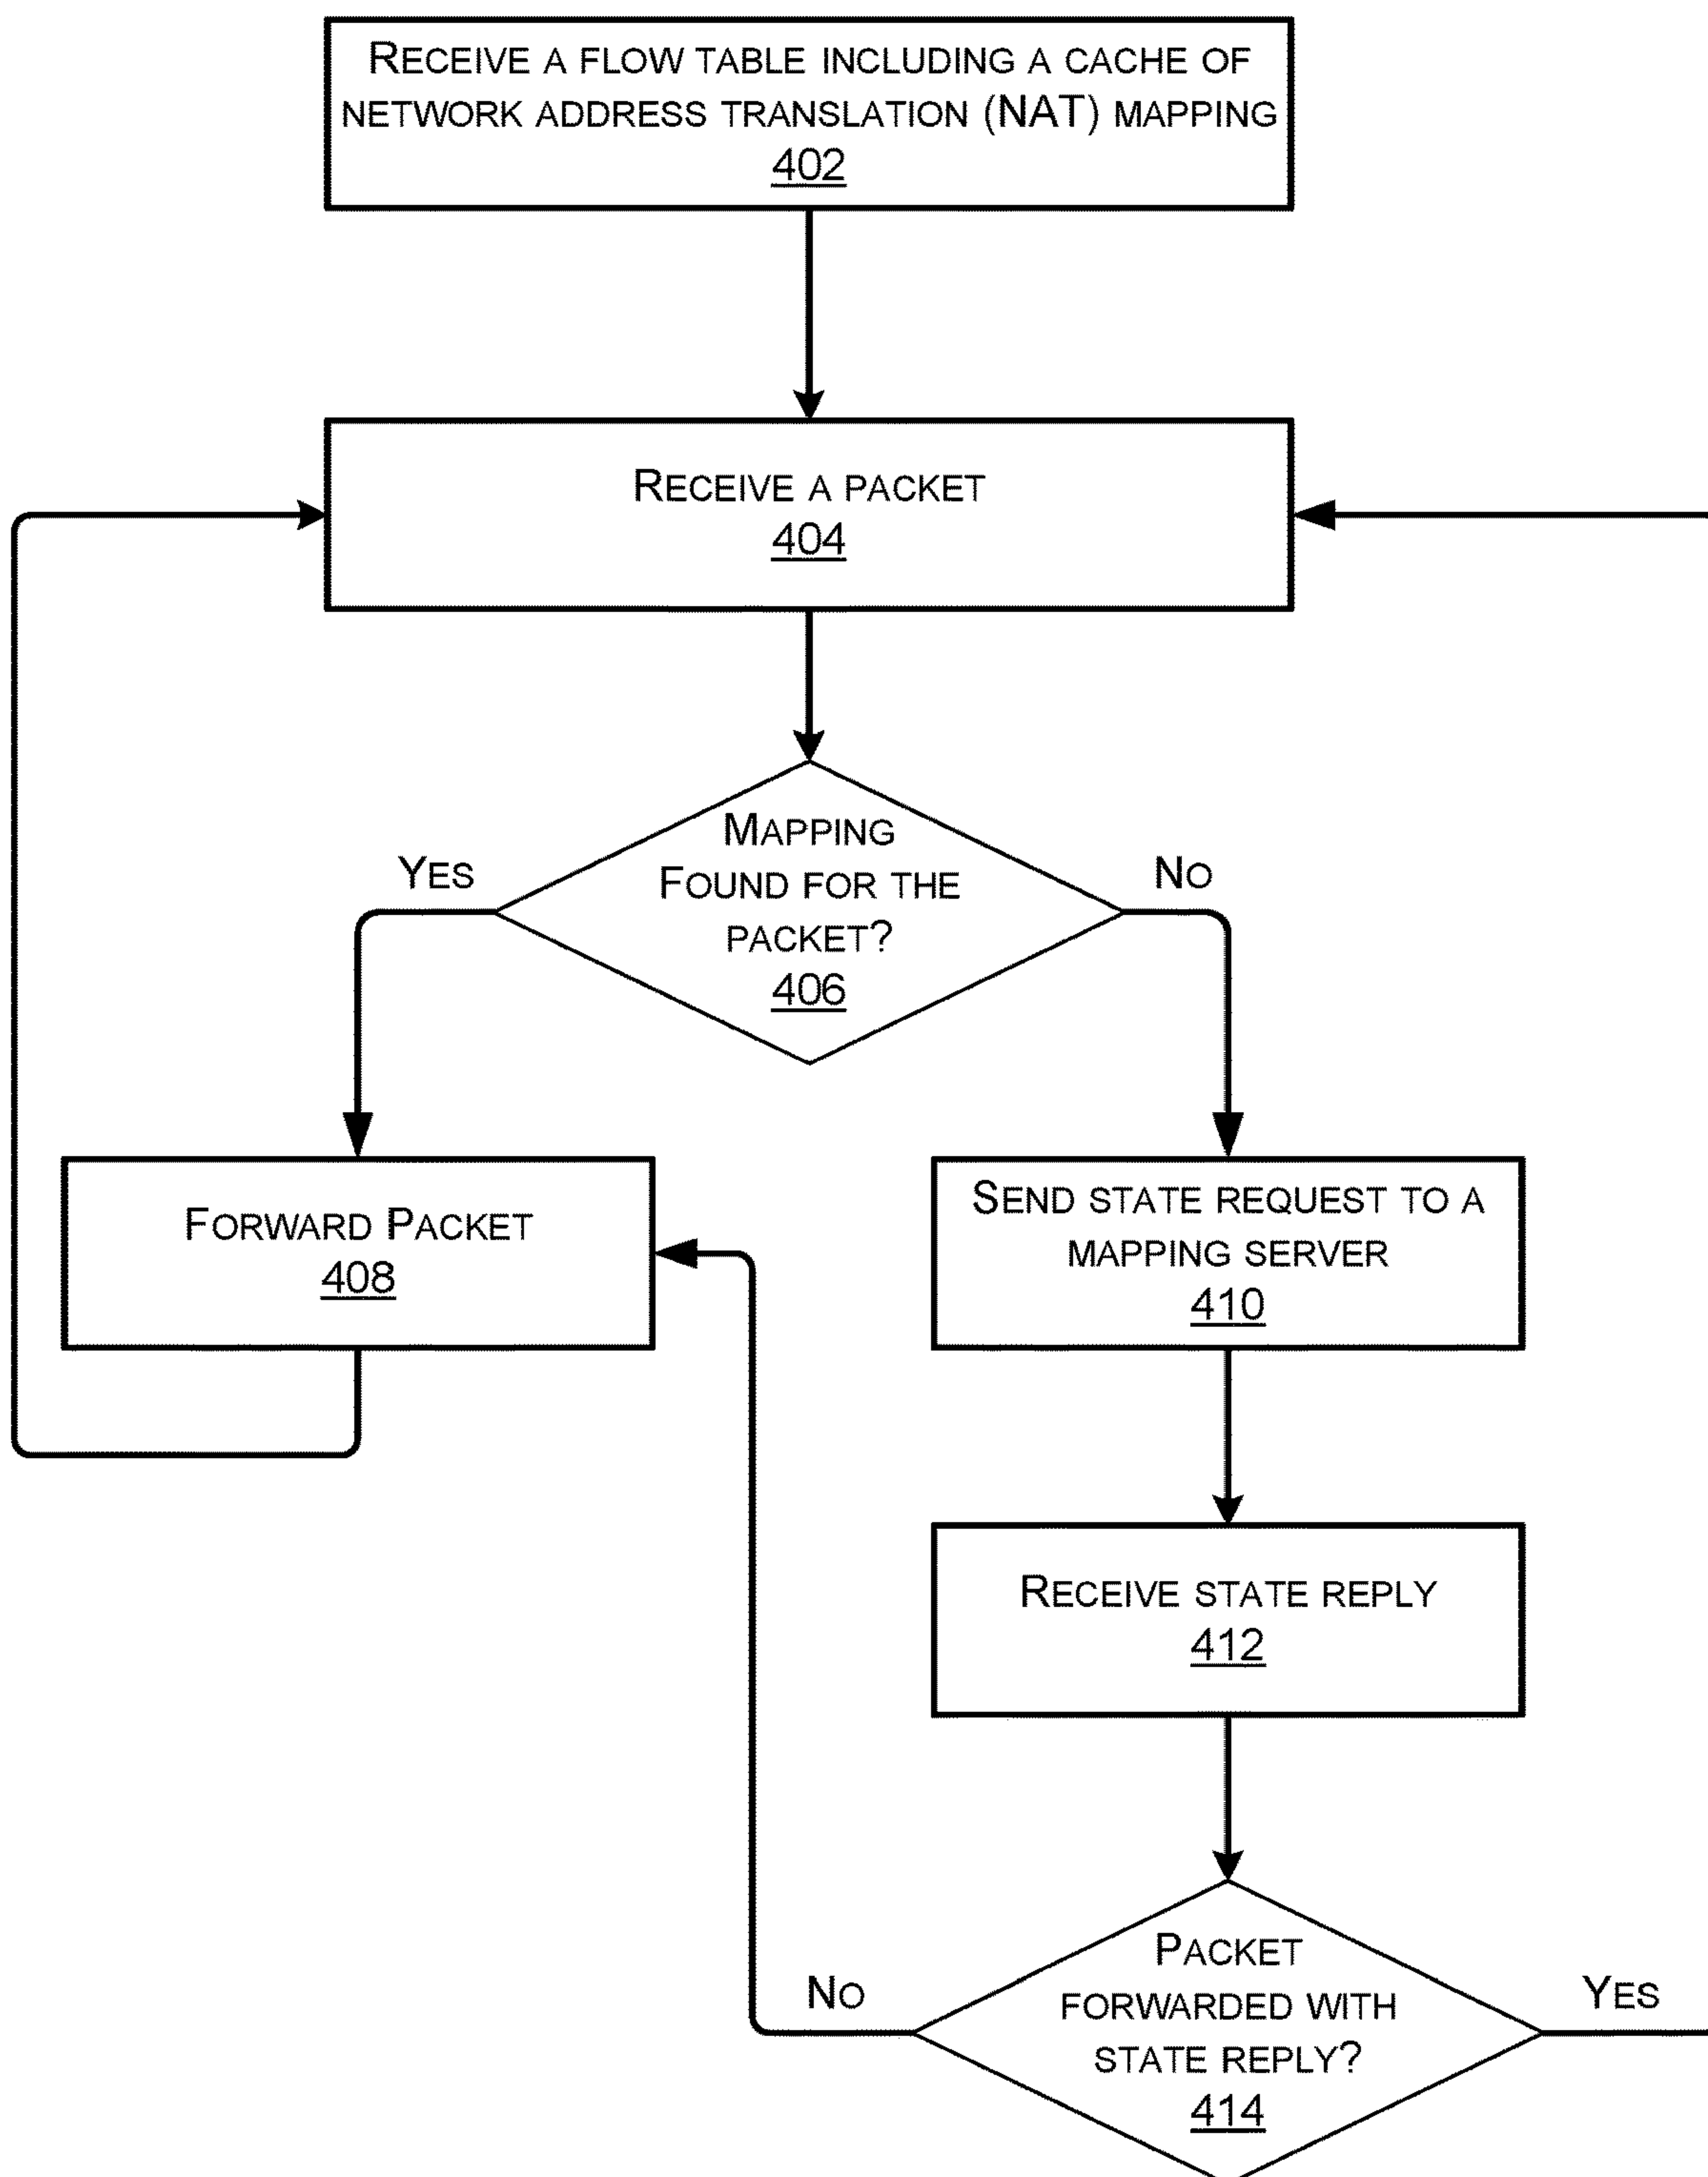 RECEIVE A FLOW TABLE INCLUDING A CACHE OF
NETWORK ADDRESS TRANSLATION (NAT) MAPPING
402
RECEIVE A PACKET
404
MAPPING
FOUND FOR THE
PACKET?
406
YES
NO
FORWARD PACKET
408
SEND STATE REQUEST TO A
MAPPING SERVER
410
RECEIVE STATE REPLY
412
PACKET
FORWARDED WITH
STATE REPLY?
414
NO
YES